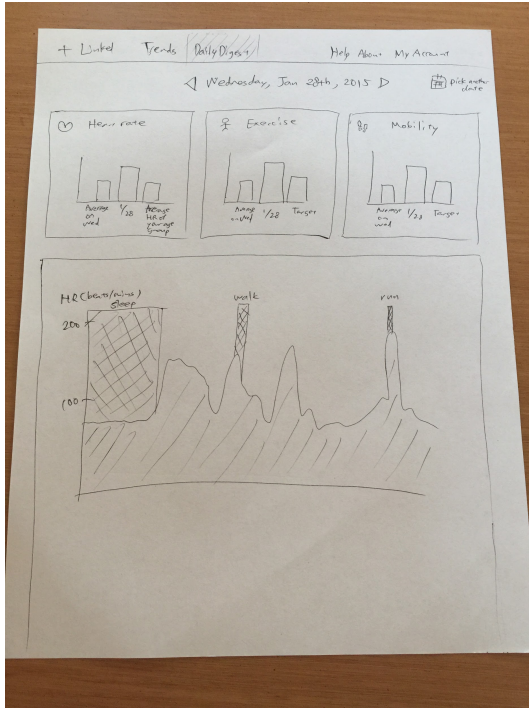 + Linked Trends Daily Digest Help About My Account
Wednesday, Jan 28th, 2015
pick another
date
Heart rate
Average
on
wed
1/28
Average
HR of
your age
group
Exercise
Average
on wed
1/28
Target
Mobility
Average
on
wed
1/28
Target
HR (beats/mins)
sleep
walk
run
200
100